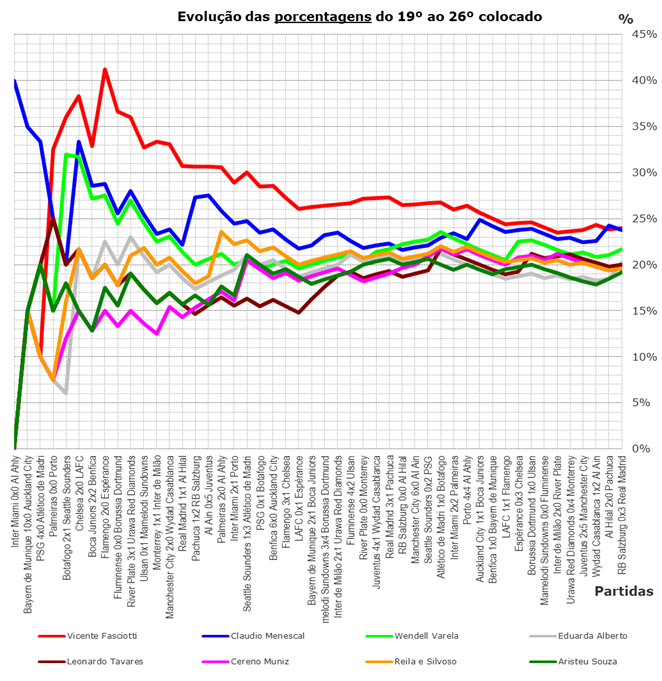 Evolução das porcentagens do 19º ao 26º colocado
%
45%
40%
35%
30%
25%
20%
15%
10%
5%
0%
Inter Miami 0x0 Al Ahly
Bayern de Munique 10x0 Auckland City
PSG 4x0 Atlético de Madri
Palmeiras 0x0 Porto
Botafogo 2x1 Seattle Sounders
Chelsea 2x0 LAFC
Boca Juniors 2x2 Benfica
Flamengo 2x0 Espérance
Fluminense 0x0 Borussia Dortmund
River Plate 3x1 Urawa Red Diamonds
Ulsan 0x1 Mamelodi Sundowns
Monterrey 1x1 Inter de Milão
Manchester City 2x0 Wydad Casablanca
Real Madrid 1x1 Al Hilal
Pachuca 1x2 RB Salzburg
Al Ain 0x5 Juventus
Palmeiras 2x0 Al Ahly
Inter Miami 2x1 Porto
Seattle Sounders 1x3 Atlético de Madri
PSG 0x1 Botafogo
Benfica 6x0 Auckland City
Flamengo 3x1 Chelsea
LAFC 0x1 Espérance
Bayern de Munique 2x1 Boca Juniors
melodi Sundowns 3x4 Borussia Dortmund
Inter de Milão 2x1 Urawa Red Diamonds
Fluminense 4x2 Ulsan
River Plate 0x0 Monterrey
Juventus 4x1 Wydad Casablanca
Real Madrid 3x1 Pachuca
RB Salzburg 0x0 Al Hilal
Manchester City 6x0 Al Ain
Seattle Sounders 0x2 PSG
Atlético de Madri 1x0 Botafogo
Inter Miami 2x2 Palmeiras
Porto 4x4 Al Ahly
Auckland City 1x1 Boca Juniors
Benfica 1x0 Bayern de Munique
LAFC 1x1 Flamengo
Espérance 0x3 Chelsea
Borussia Dortmund 1x0 Ulsan
Mamelodi Sundowns 0x0 Fluminense
Inter de Milão 2x0 River Plate
Urawa Red Diamonds 0x4 Monterrey
Juventus 2x5 Manchester City
Wydad Casablanca 1x2 Al Ain
Al Hilal 2x0 Pachuca
RB Salzburg 0x3 Real Madrid
Partidas
Vicente Fasciotti
Claudio Menescal
Wendell Varela
Eduarda Alberto
Leonardo Tavares
Cereno Muniz
Reila e Silvoso
Aristeu Souza